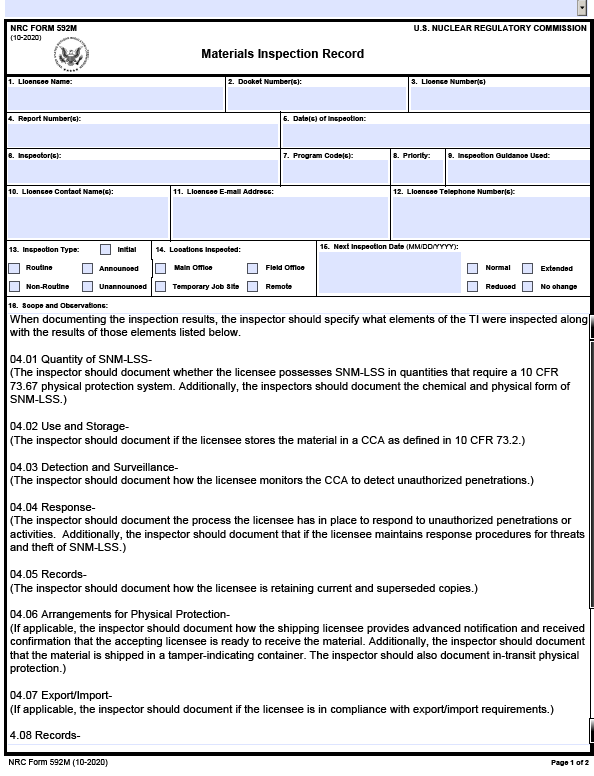 NRC FORM 592M
U.S. NUCLEAR REGULATORY COMMISSION
(10-2020)
Materials Inspection Record
1. Licensee Name:
2. Docket Number(s):
3. License Number(s)
4. Report Number(s):
5. Date(s) of Inspection:
6. Inspector(s):
7. Program Code(s):
8. Priority:
9. Inspection Guidance Used:
10. Licensee Contact Name(s):
11. Licensee E-mail Address:
12. Licensee Telephone Number(s):
13. Inspection Type:
Initial
Routine
Announced
Non-Routine
Unannounced
14. Locations Inspected:
Main Office
Field Office
Temporary Job Site
Remote
15. Next Inspection Date (MM/DD/YYYY):
Normal
Extended
Reduced
No change
16. Scope and Observations:
When documenting the inspection results, the inspector should specify what elements of the TI were inspected along
with the results of those elements listed below.
04.01 Quantity of SNM-LSS-
(The inspector should document whether the licensee possesses SNM-LSS in quantities that require a 10 CFR
73.67 physical protection system. Additionally, the inspectors should document the chemical and physical form of
SNM-LSS.)
04.02 Use and Storage-
(The inspector should document if the licensee stores the material in a CCA as defined in 10 CFR 73.2.)
04.03 Detection and Surveillance-
(The inspector should document how the licensee monitors the CCA to detect unauthorized penetrations.)
04.04 Response-
(The inspector should document the process the licensee has in place to respond to unauthorized penetrations or
activities. Additionally, the inspector should document that if the licensee maintains response procedures for threats
and theft of SNM-LSS.)
04.05 Records-
(The inspector should document how the licensee is retaining current and superseded copies.)
04.06 Arrangements for Physical Protection-
(If applicable, the inspector should document how the shipping licensee provides advanced notification and received
confirmation that the accepting licensee is ready to receive the material. Additionally, the inspector should document
that the material is shipped in a tamper-indicating container. The inspector should also document in-transit physical
protection.)
04.07 Export/Import-
(If applicable, the inspector should document if the licensee is in compliance with export/import requirements.)
4.08 Records-
NRC Form 592M (10-2020)
Page 1 of 2